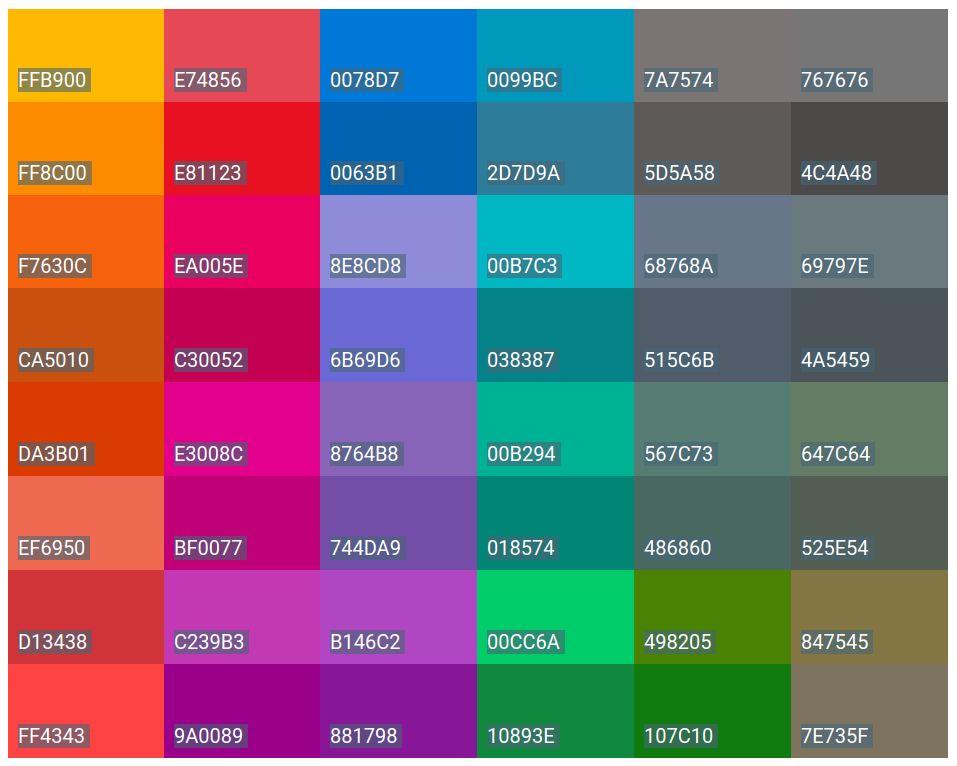 FFB900 E74856 0078D7 0099BC 7A7574 767676
FF8C00 E81123 0063B1 2D7D9A 5D5A58 4C4A48
F7630C EA005E 8E8CD8 00B7C3 68768A 69797E
CA5010 C30052 6B69D6 038387 515C6B 4A5459
DA3B01 E3008C 8764B8 00B294 567C73 647C64
EF6950 BF0077 744DA9 018574 486860 525E54
D13438 C239B3 B146C2 00CC6A 498205 847545
FF4343 9A0089 881798 10893E 107C10 7E735F